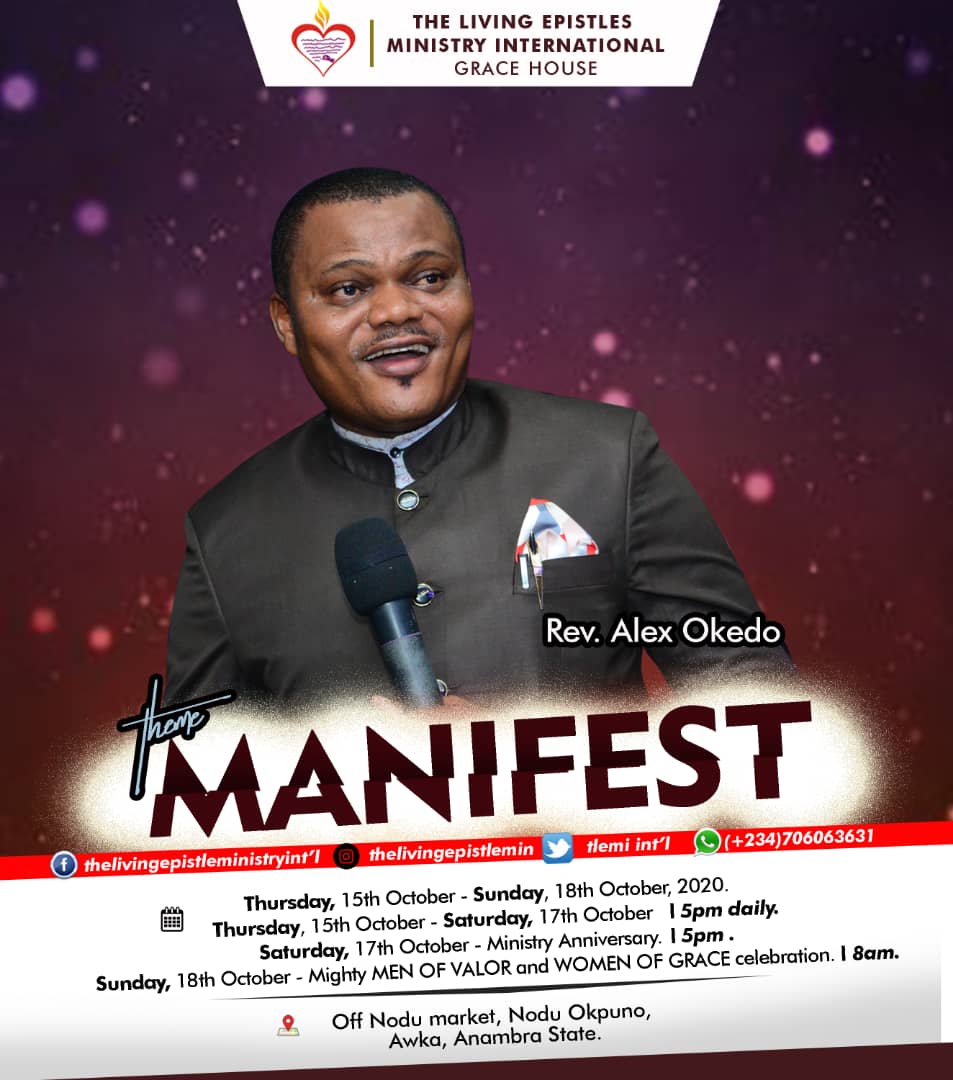 THE LIVING EPISTLES
MINISTRY INTERNATIONAL
GRACE HOUSE
Rev. Alex Okedo
theme
MANIFEST
thelivingepistleministryint'l thelivingepistlemin tlemi int'l (+234)706063631
Thursday, 15th October - Sunday, 18th October, 2020.
Thursday, 15th October - Saturday, 17th October | 5pm daily.
Saturday, 17th October - Ministry Anniversary. | 5pm .
Sunday, 18th October - Mighty MEN OF VALOR and WOMEN OF GRACE celebration. | 8am.
Off Nodu market, Nodu Okpuno,
Awka, Anambra State.